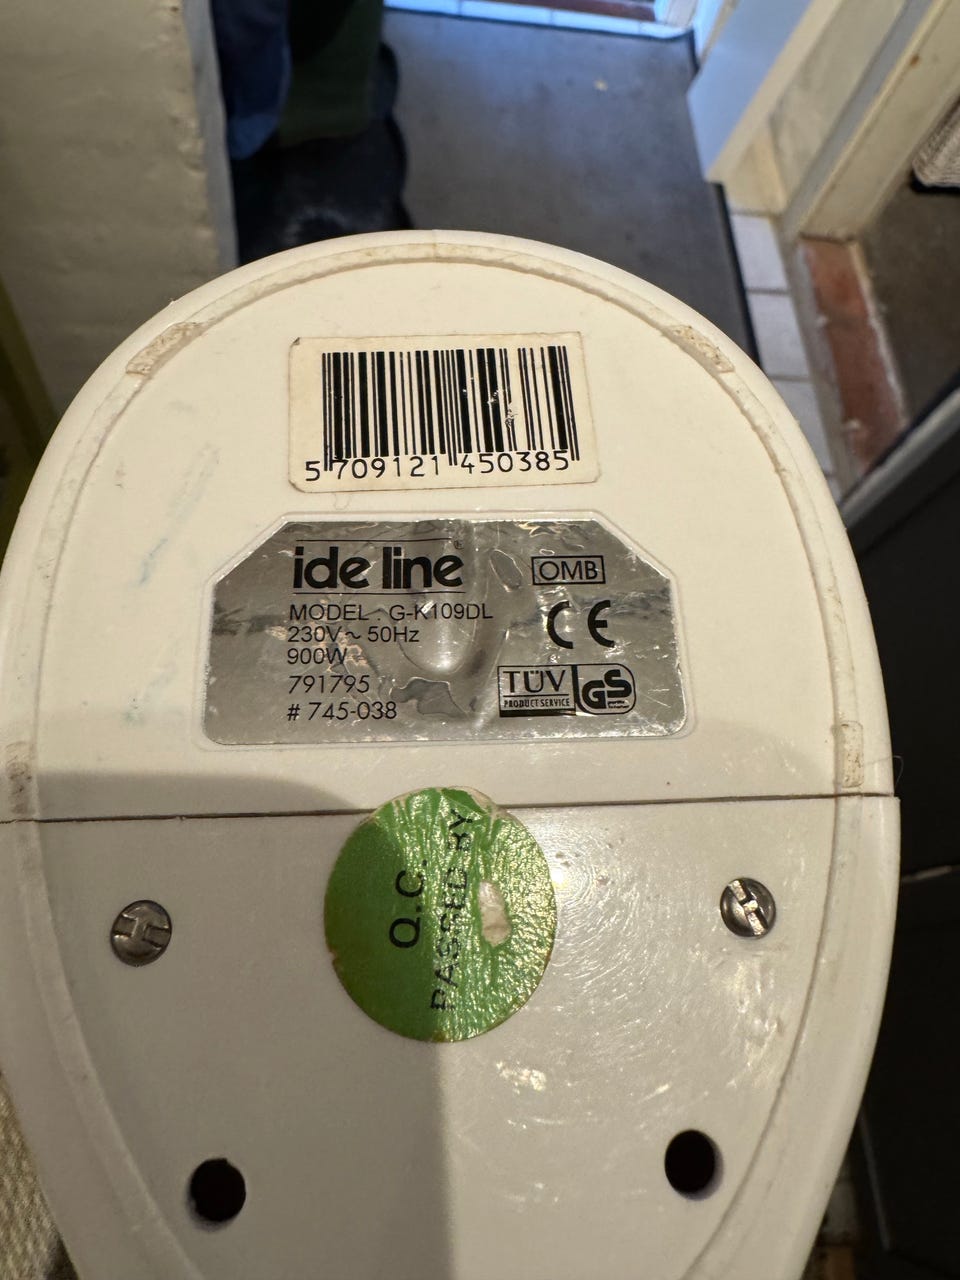 5 709121 450385
ide line®
OMB
MODEL : G-K109DL
230V~ 50Hz
900W
791795
# 745-038
CE
TÜV
PRODUCT SERVICE
GS
Q.C.
PASSED BY